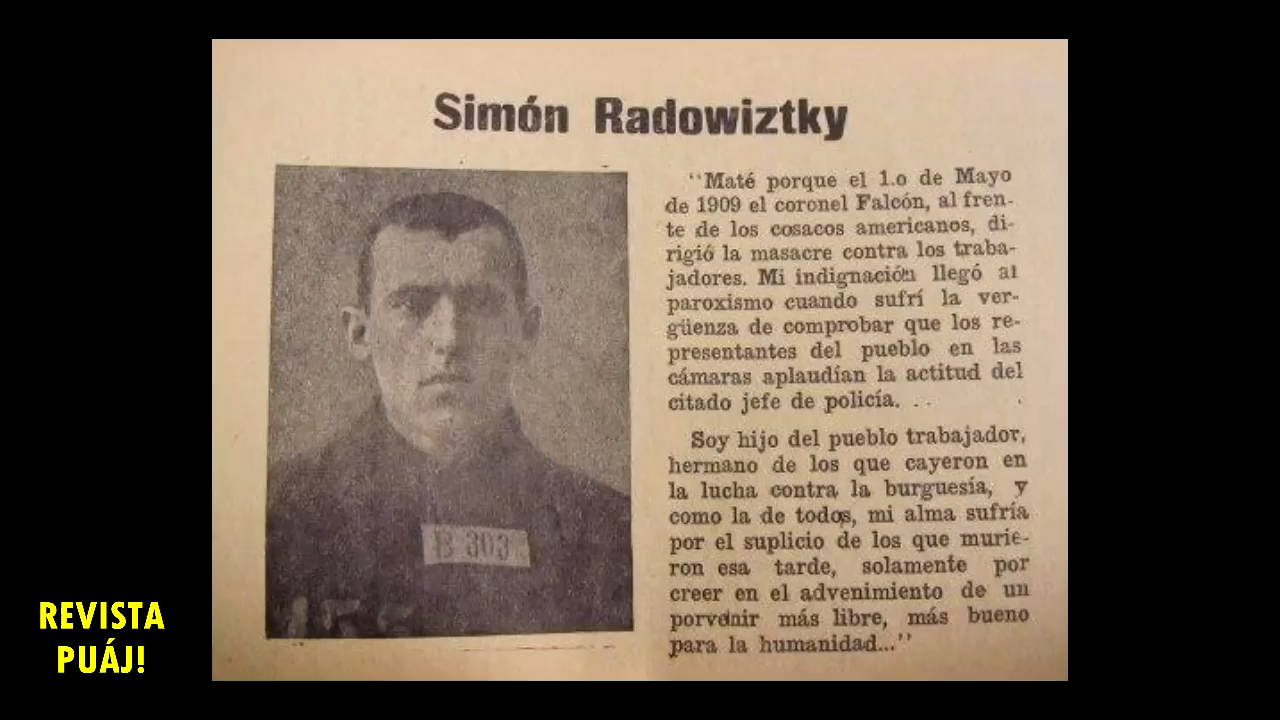 Simón Radowiztky
"Maté porque el 1.o de Mayo
de 1909 el coronel Falcón, al fren-
te de los cosacos americanos, di-
rigió la masacre contra los traba-
jadores. Mi indignación llegó al
paroxismo cuando sufrí la ver-
güenza de comprobar que los re-
presentantes del pueblo en las
cámaras aplaudían la actitud del
citado jefe de policía. . .
Soy hijo del pueblo trabajador,
hermano de los que cayeron en
la lucha contra la burguesía, y
como la de todos, mi alma sufría
por el suplicio de los que murie-
ron esa tarde, solamente por
creer en el advenimiento de un
porvenir más libre, más bueno
para la humanidad..."
B 303
REVISTA
PUÁJ!